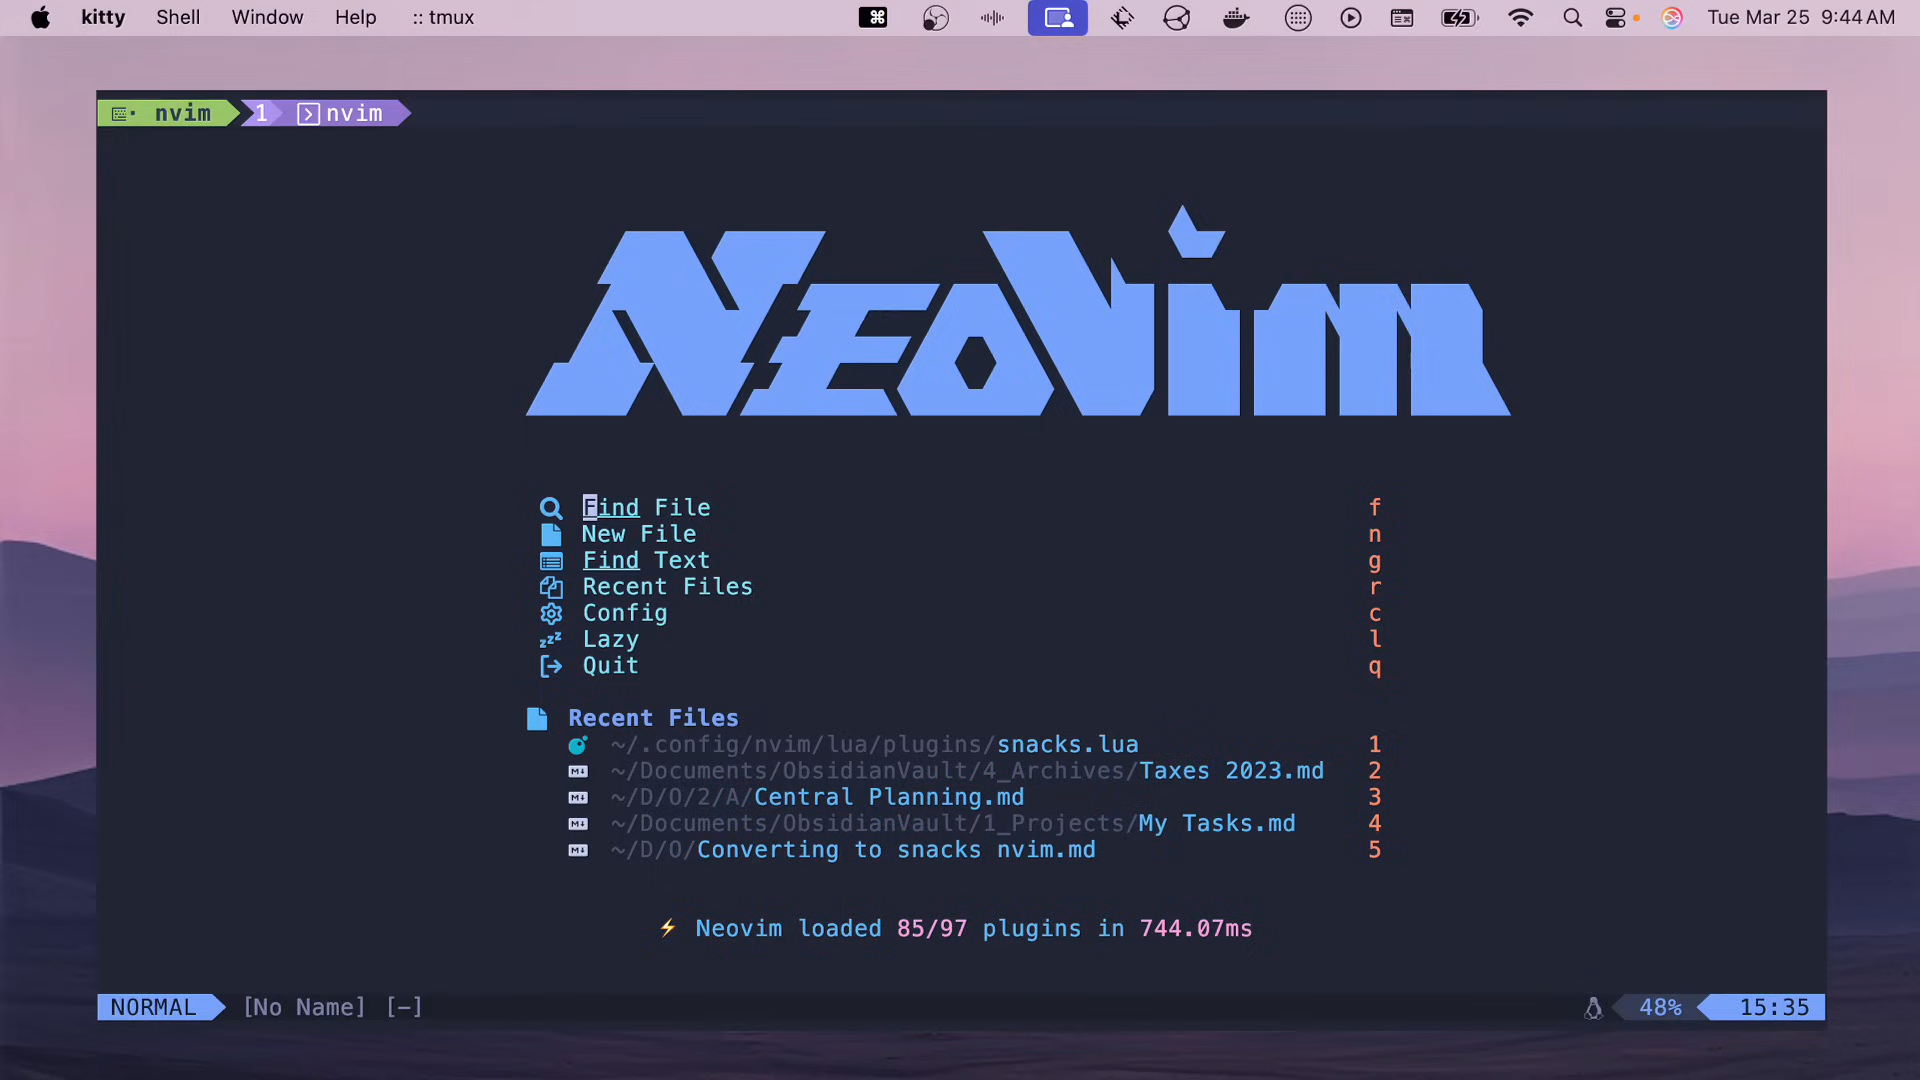 kitty Shell Window Help :: tmux Tue Mar 25 9:44 AM
nvim 1 nvim
NeoVim
Find File f
New File n
Find Text g
Recent Files r
Config c
Lazy l
Quit q
Recent Files
~/.config/nvim/lua/plugins/snacks.lua 1
~/Documents/ObsidianVault/4_Archives/Taxes 2023.md 2
~/D/O/2/A/Central Planning.md 3
~/Documents/ObsidianVault/1_Projects/My Tasks.md 4
~/D/O/Converting to snacks nvim.md 5
⚡ Neovim loaded 85/97 plugins in 744.07ms
NORMAL [No Name] [-] 48% 15:35